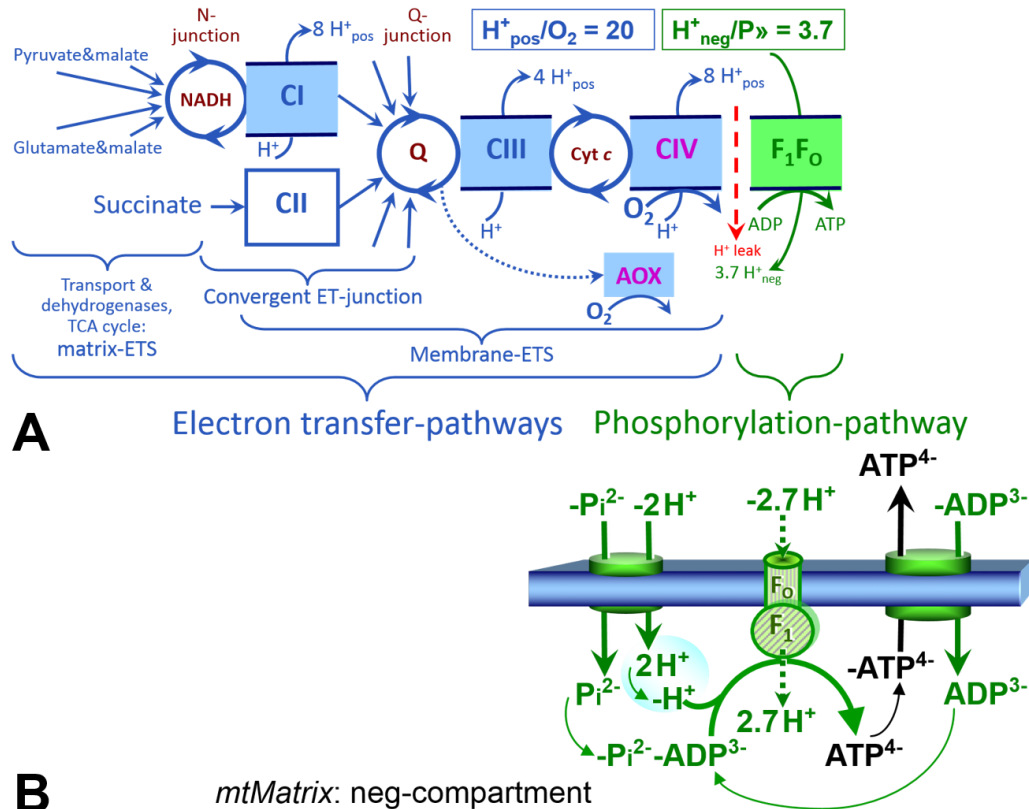 N-
junction
8 H⁺pos
Q-
junction
H⁺pos/O₂ = 20
H⁺neg/P» = 3.7
Pyruvate&malate
NADH
CI
4 H⁺pos
8 H⁺pos
Glutamate&malate
H⁺
Q
CIII
Cyt c
CIV
F₁FO
Succinate
CII
H⁺
O₂
H⁺
ADP
ATP
H⁺ leak
3.7 H⁺neg
Transport &
dehydrogenases,
TCA cycle:
matrix-ETS
Convergent ET-junction
AOX
O₂
Membrane-ETS
A
Electron transfer-pathways
Phosphorylation-pathway
ATP⁴⁻
-Pi²⁻
-2H⁺
-2.7H⁺
-ADP³⁻
FO
F₁
2H⁺
-H⁺
Pi²⁻
2.7H⁺
-ATP⁴⁻
ADP³⁻
-Pi²⁻-ADP³⁻
ATP⁴⁻
B
mtMatrix: neg-compartment